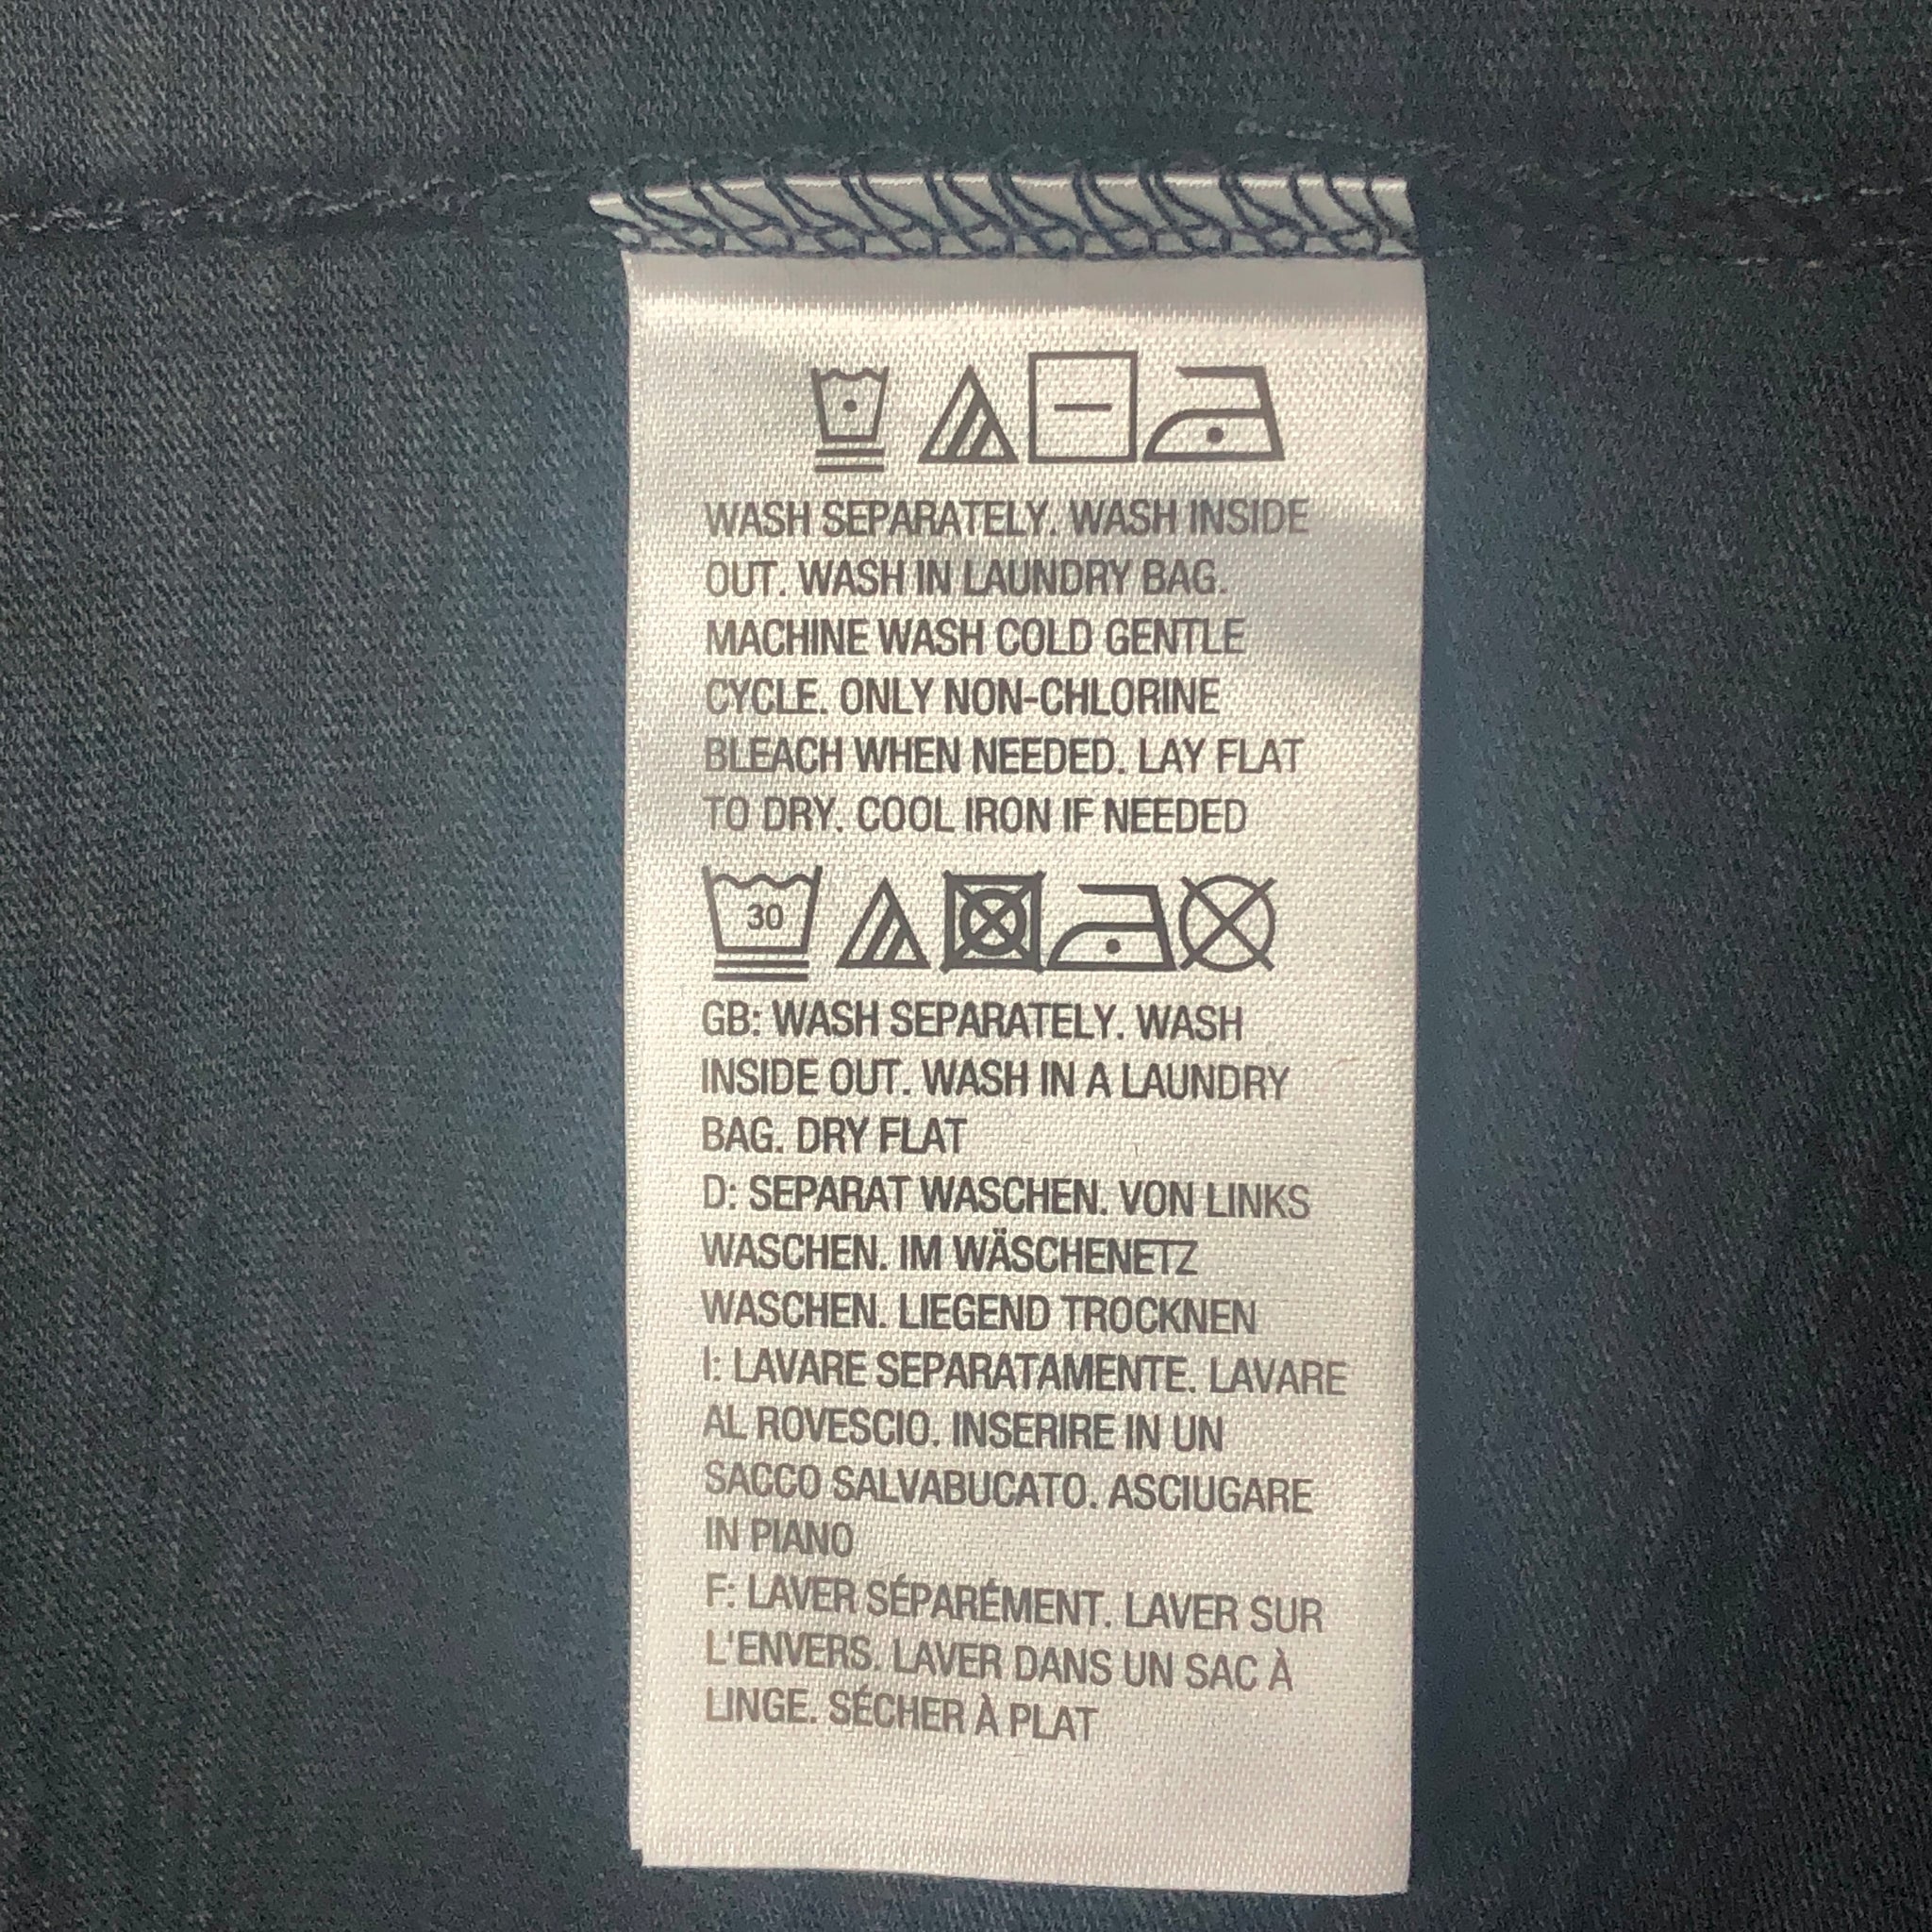 WASH SEPARATELY. WASH INSIDE
OUT. WASH IN LAUNDRY BAG.
MACHINE WASH COLD GENTLE
CYCLE. ONLY NON-CHLORINE
BLEACH WHEN NEEDED. LAY FLAT
TO DRY. COOL IRON IF NEEDED
30
GB: WASH SEPARATELY. WASH
INSIDE OUT. WASH IN A LAUNDRY
BAG. DRY FLAT
D: SEPARAT WASCHEN. VON LINKS
WASCHEN. IM WÄSCHENETZ
WASCHEN. LIEGEND TROCKNEN
I: LAVARE SEPARATAMENTE. LAVARE
AL ROVESCIO. INSERIRE IN UN
SACCO SALVABUCATO. ASCIUGARE
IN PIANO
F: LAVER SÉPARÉMENT. LAVER SUR
L'ENVERS. LAVER DANS UN SAC À
LINGE. SÉCHER À PLAT